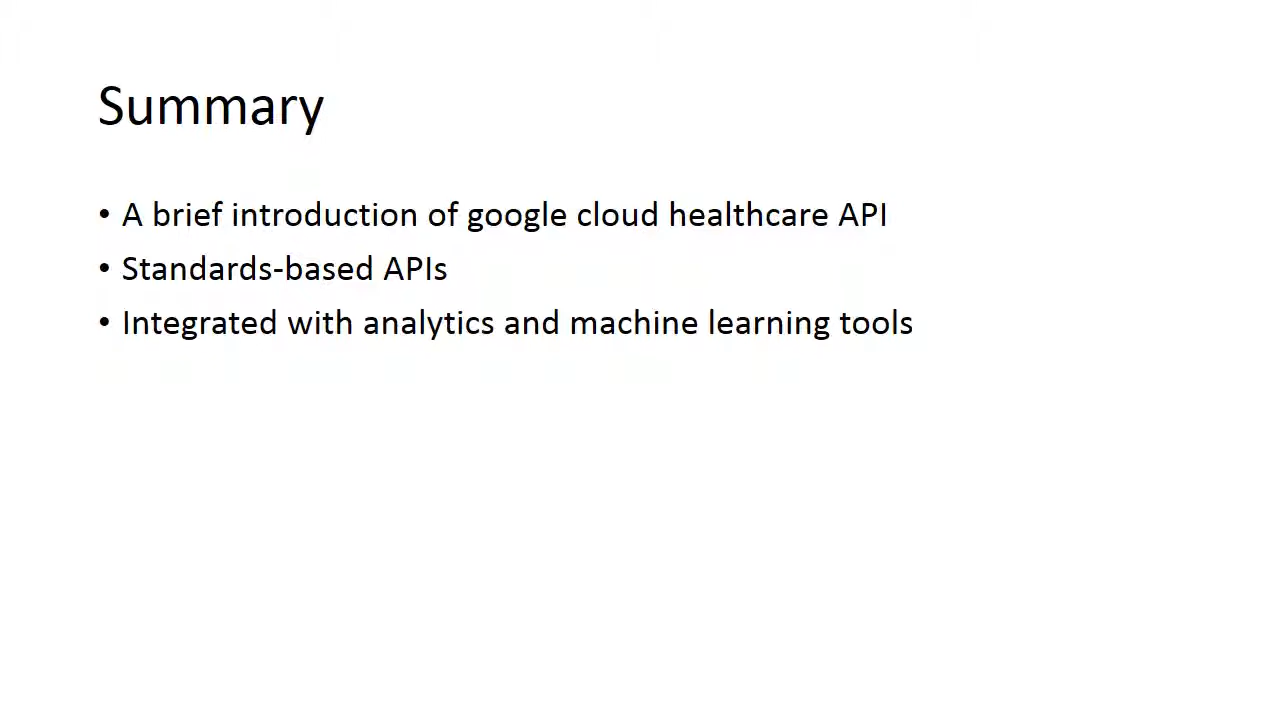 Summary
• A brief introduction of google cloud healthcare API
• Standards-based APIs
• Integrated with analytics and machine learning tools